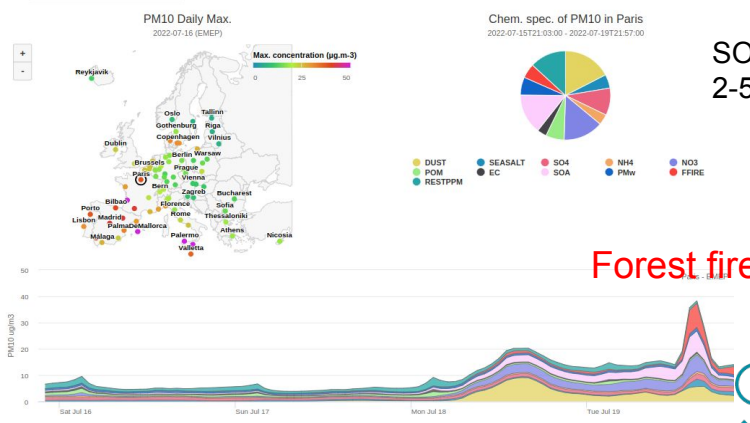 PM10 Daily Max.
2022-07-16 (EMEP)
+
-
Max. concentration (µg.m-3)
0 25 50
Reykjavik
Oslo
Tallinn
Gothenburg
Riga
Copenhagen
Vilnius
Dublin
Berlin
Warsaw
Brussels
Prague
Paris
Vienna
Bern
Zagreb
Bucharest
Bilbao
Florence
Sofia
Porto
Rome
Thessaloniki
Lisbon
Madrid
PalmaDeMallorca
Athens
Málaga
Palermo
Nicosia
Valletta
Chem. spec. of PM10 in Paris
2022-07-15T21:03:00 - 2022-07-19T21:57:00
DUST SEASALT SO4 NH4 NO3
POM EC SOA PMw FFIRE
RESTPPM
SO
2-5
Forest fire
Paris - EMEP
PM10 ug/m3
50
40
30
20
10
0
Sat Jul 16 Sun Jul 17 Mon Jul 18 Tue Jul 19